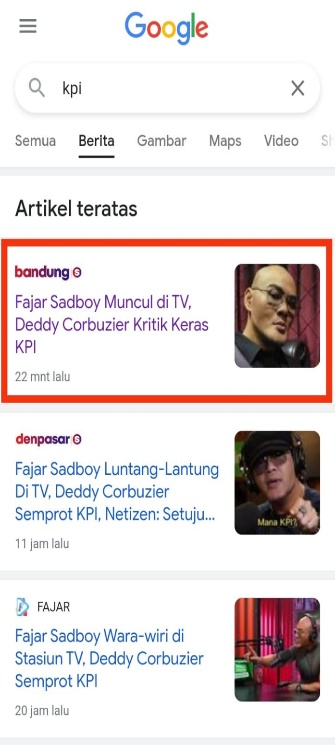 Google
kpi
Semua Berita Gambar Maps Video
Artikel teratas
bandung
Fajar Sadboy Muncul di TV,
Deddy Corbuzier Kritik Keras
KPI
22 mnt lalu
denpasar
Fajar Sadboy Luntang-Lantung
Di TV, Deddy Corbuzier
Semprot KPI, Netizen: Setuju...
11 jam lalu
Mana KPI?
FAJAR
Fajar Sadboy Wara-wiri di
Stasiun TV, Deddy Corbuzier
Semprot KPI
20 jam lalu